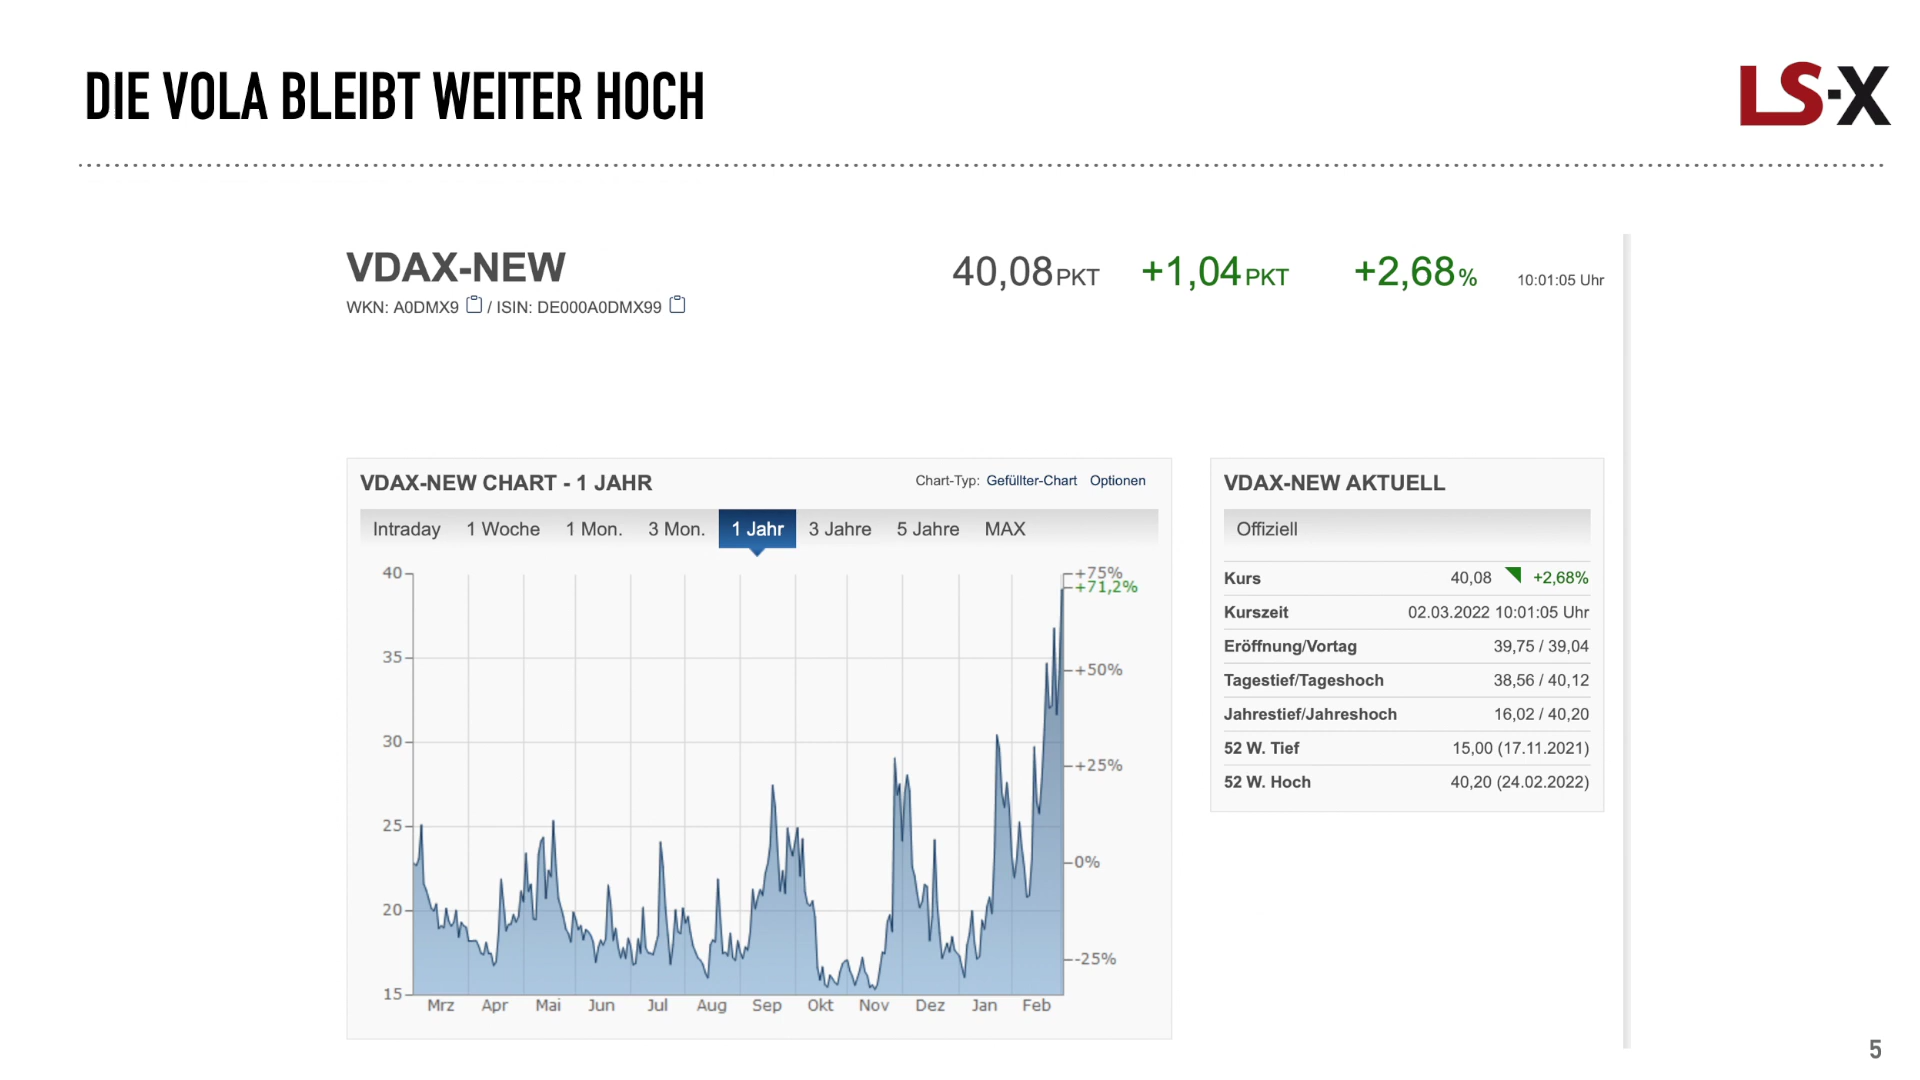 DIE VOLA BLEIBT WEITER HOCH
LS-X
VDAX-NEW
40,08 PKT +1,04 PKT +2,68 % 10:01:05 Uhr
WKN: A0DMX9 / ISIN: DE000A0DMX99
VDAX-NEW CHART - 1 JAHR
Chart-Typ: Gefüllter-Chart Optionen
Intraday 1 Woche 1 Mon. 3 Mon. 1 Jahr 3 Jahre 5 Jahre MAX
40
35
30
25
20
15
+75%
+71,2%
+50%
+25%
0%
-25%
Mrz Apr Mai Jun Jul Aug Sep Okt Nov Dez Jan Feb
VDAX-NEW AKTUELL
Offiziell
Kurs 40,08 +2,68%
Kurszeit 02.03.2022 10:01:05 Uhr
Eröffnung/Vortag 39,75 / 39,04
Tagestief/Tageshoch 38,56 / 40,12
Jahrestief/Jahreshoch 16,02 / 40,20
52 W. Tief 15,00 (17.11.2021)
52 W. Hoch 40,20 (24.02.2022)
5